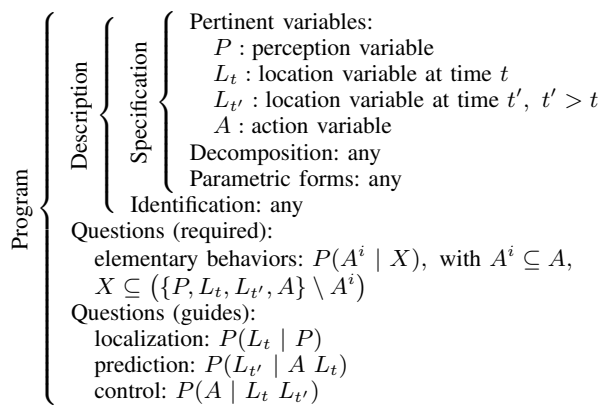 Program
Description
Specification
Pertinent variables:
P : perception variable
L_t : location variable at time t
L_{t'} : location variable at time t', t' > t
A : action variable
Decomposition: any
Parametric forms: any
Identification: any
Questions (required):
elementary behaviors: P(A^i | X), with A^i ⊆ A,
X ⊆ ({P, L_t, L_{t'}, A} \ A^i)
Questions (guides):
localization: P(L_t | P)
prediction: P(L_{t'} | A L_t)
control: P(A | L_t L_{t'})